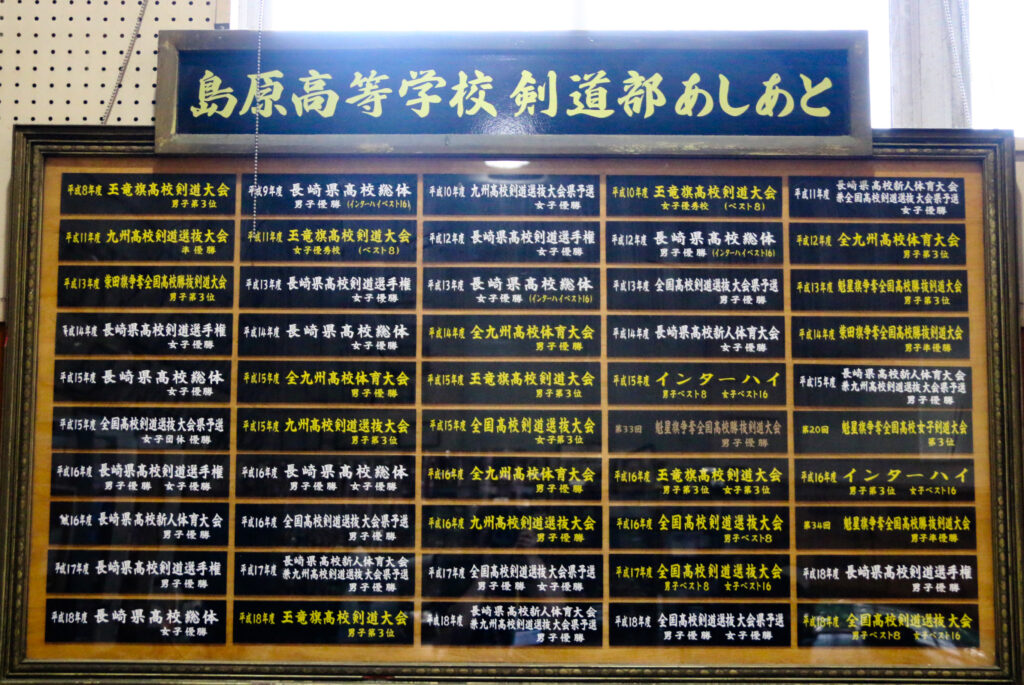 島原高等学校 剣道部あしあと
平成8年度 玉竜旗高校剣道大会
男子第3位
平成9年度 長崎県高校総体
男子優勝 (インターハイベスト16)
平成10年度 九州高校剣道選抜大会県予選
女子優勝
平成10年度 玉竜旗高校剣道大会
女子優秀校 (ベスト8)
平成11年度 長崎県高校新人体育大会
兼全国高校剣道選抜大会県予選
女子優勝
平成11年度 九州高校剣道選抜大会
準優勝
平成11年度 玉竜旗高校剣道大会
女子優秀校 (ベスト8)
平成12年度 長崎県高校剣道選手権
女子優勝
平成12年度 長崎県高校総体
男子優勝 (インターハイベスト16)
平成12年度 全九州高校体育大会
男子第3位
平成13年度 柴田旗争奪全国高校勝抜剣道大会
男子第3位
平成13年度 長崎県高校剣道選手権
女子優勝
平成13年度 長崎県高校総体
女子優勝 (インターハイベスト16)
平成13年度 全国高校剣道選抜大会県予選
男子優勝
平成13年度 魁星旗争奪全国高校勝抜剣道大会
男子第3位
平成14年度 長崎県高校剣道選手権
女子優勝
平成14年度 長崎県高校総体
女子優勝
平成14年度 全九州高校体育大会
男子優勝
平成14年度 長崎県高校新人体育大会
女子優勝
平成14年度 柴田旗争奪全国高校勝抜剣道大会
男子準優勝
平成15年度 長崎県高校総体
女子優勝
平成15年度 全九州高校体育大会
男子優勝
平成15年度 玉竜旗高校剣道大会
男子第3位
平成15年度 インターハイ
男子ベスト8 女子ベスト16
平成15年度 長崎県高校新人体育大会
兼九州高校剣道選抜大会県予選
男子優勝
平成15年度 全国高校剣道選抜大会県予選
女子団体優勝
平成15年度 九州高校剣道選抜大会
男子第3位
平成15年度 全国高校剣道選抜大会
女子第3位
第33回 魁星旗争奪全国高校勝抜剣道大会
男子優勝
第20回 魁星旗争奪全国高校女子剣道大会
第3位
平成16年度 長崎県高校剣道選手権
男子優勝 女子優勝
平成16年度 長崎県高校総体
男子優勝 女子優勝
平成16年度 全九州高校体育大会
男子優勝
平成16年度 玉竜旗高校剣道大会
男子第3位 女子第3位
平成16年度 インターハイ
男子第3位 女子ベスト16
平成16年度 長崎県高校新人体育大会
男子優勝
平成16年度 全国高校剣道選抜大会県予選
男子優勝
平成16年度 九州高校剣道選抜大会
男子優勝
平成16年度 全国高校剣道選抜大会
男子ベスト8
第34回 魁星旗争奪全国高校勝抜剣道大会
男子準優勝
平成17年度 長崎県高校剣道選手権
男子優勝
平成17年度 長崎県高校新人体育大会
兼九州高校剣道選抜大会県予選
男子優勝
平成17年度 全国高校剣道選抜大会県予選
男子優勝 女子優勝
平成17年度 全国高校剣道選抜大会
男子ベスト8 女子ベスト16
平成18年度 長崎県高校剣道選手権
男子優勝
平成18年度 長崎県高校総体
女子優勝
平成18年度 玉竜旗高校剣道大会
男子第3位
平成18年度 長崎県高校新人体育大会
兼九州高校剣道選抜大会県予選
男子優勝
平成18年度 全国高校剣道選抜大会県予選
男子優勝 女子優勝
平成18年度 全国高校剣道選抜大会
男子ベスト8 女子ベスト16